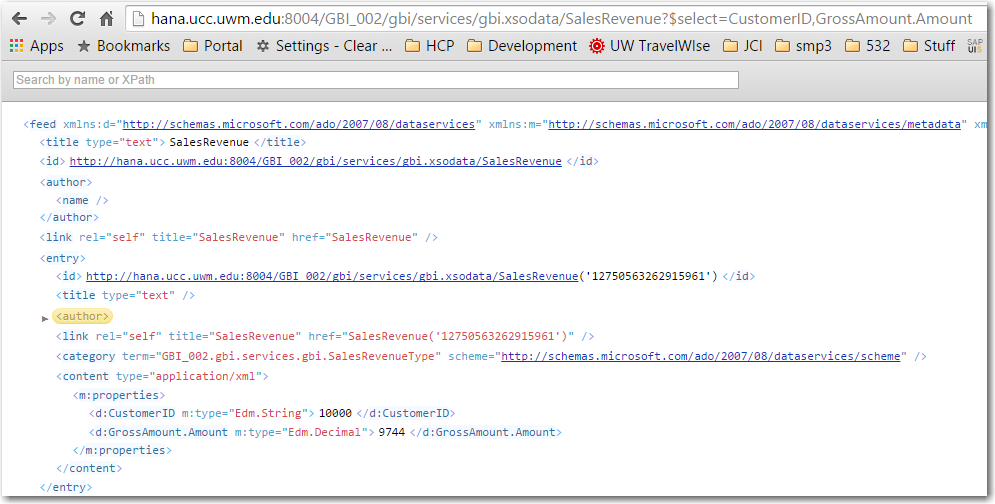 hana.ucc.uwm.edu:8004/GBI_002/gbi/services/gbi.xsodata/SalesRevenue?$select=CustomerID,GrossAmount.Amount
Apps Bookmarks Portal Settings - Clear ... HCP Development UW TravelWIse JCI smp3 532 Stuff SAP UI5
Search by name or XPath
<feed xmlns:d="http://schemas.microsoft.com/ado/2007/08/dataservices" xmlns:m="http://schemas.microsoft.com/ado/2007/08/dataservices/metadata" xm
<title type="text"> SalesRevenue </title>
<id> http://hana.ucc.uwm.edu:8004/GBI_002/gbi/services/gbi.xsodata/SalesRevenue </id>
<author>
<name />
</author>
<link rel="self" title="SalesRevenue" href="SalesRevenue" />
<entry>
<id> http://hana.ucc.uwm.edu:8004/GBI_002/gbi/services/gbi.xsodata/SalesRevenue('12750563262915961') </id>
<title type="text" />
<author>
<link rel="self" title="SalesRevenue" href="SalesRevenue('12750563262915961')" />
<category term="GBI_002.gbi.services.gbi.SalesRevenueType" scheme="http://schemas.microsoft.com/ado/2007/08/dataservices/scheme" />
<content type="application/xml">
<m:properties>
<d:CustomerID m:type="Edm.String"> 10000 </d:CustomerID>
<d:GrossAmount.Amount m:type="Edm.Decimal"> 9744 </d:GrossAmount.Amount>
</m:properties>
</content>
</entry>